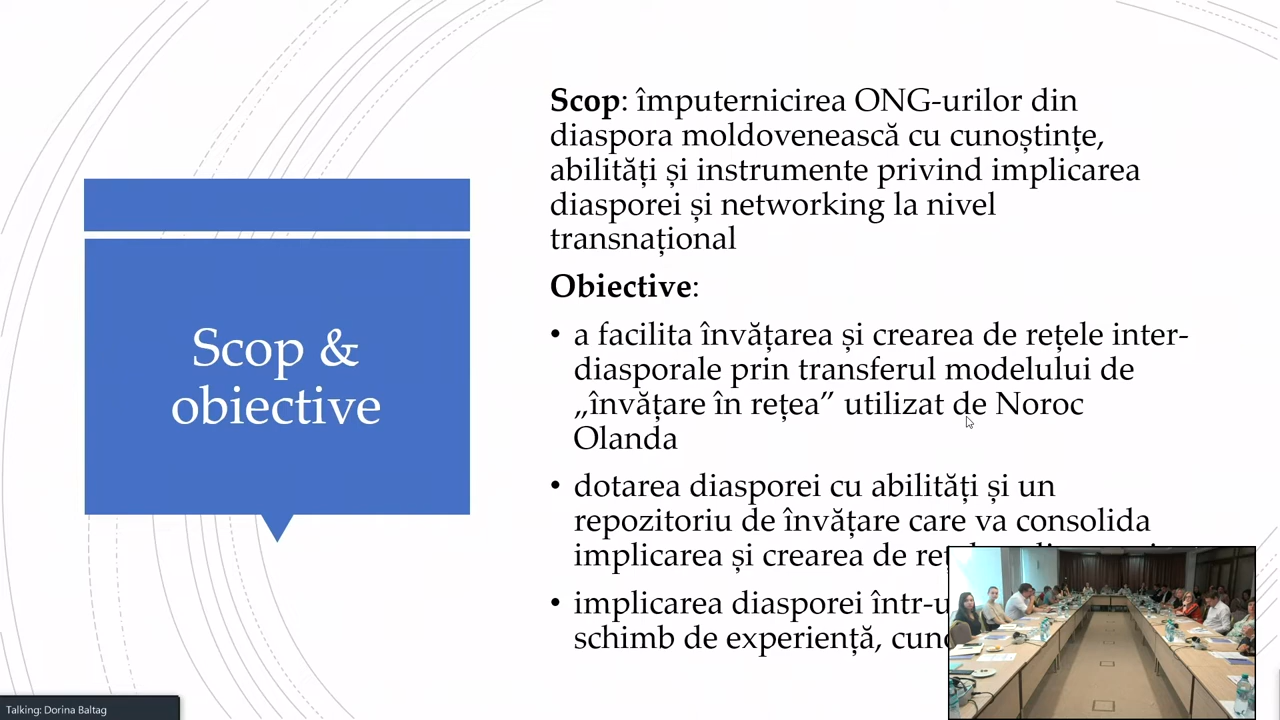 Scop &
obiective
Scop: împuternicirea ONG-urilor din
diaspora moldovenească cu cunoștințe,
abilități și instrumente privind implicarea
diasporei și networking la nivel
transnațional
Obiective:
• a facilita învățarea și crearea de rețele inter-
diasporale prin transferul modelului de
„învățare în rețea” utilizat de Noroc
Olanda
• dotarea diasporei cu abilități și un
repozitoriu de învățare care va consolida
implicarea și crearea de
• implicarea diasporei
schimb de experiență,
Talking: Dorina Baltag